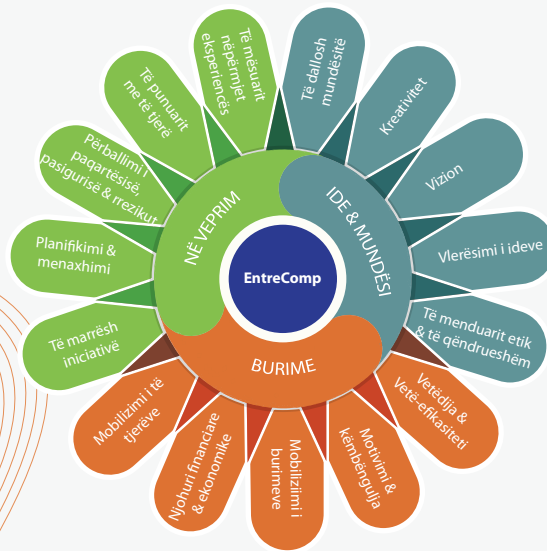 EntreComp
IDE & MUNDËSI
Të dallosh
mundësitë
Kreativitet
Vizion
Vlerësimi i ideve
Të menduarit etik
& të qëndrueshëm
BURIME
Vetëdija &
Vetë-efikasiteti
Motivimi &
këmbëngulja
Mobiliziimi i
burimeve
Njohuri financiare
& ekonomike
Mobilizimi i të
tjerëve
NË VEPRIM
Të marrësh
iniciativë
Planifikimi &
menaxhimi
Përballimi i
paqartësisë,
pasigurisë & rrezikut
Të punuarit
me të tjerë
Të mësuarit
nëpërmjet
eksperiencës